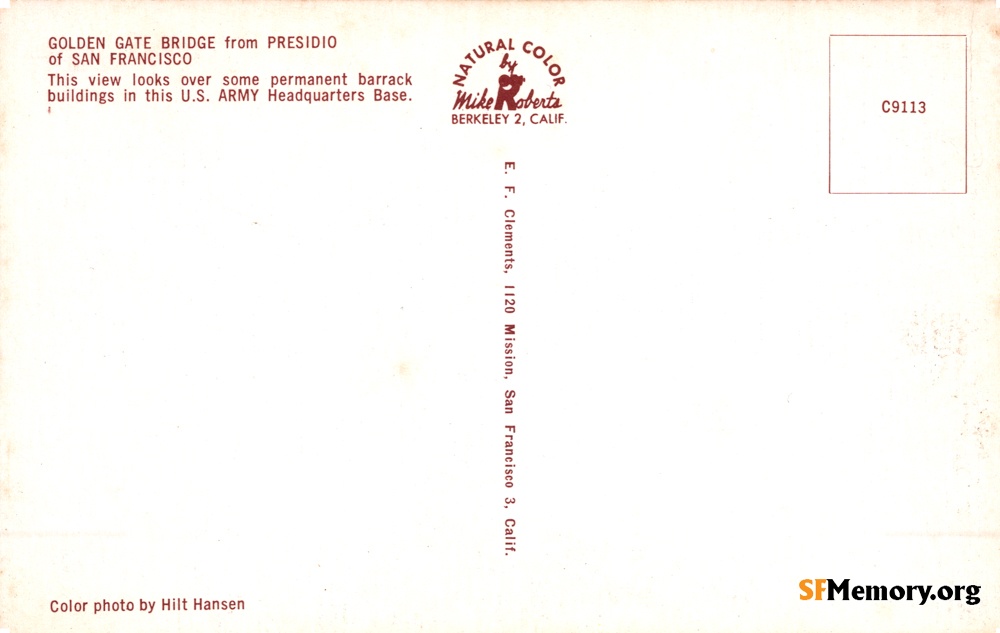 GOLDEN GATE BRIDGE from PRESIDIO
of SAN FRANCISCO
This view looks over some permanent barrack
buildings in this U.S. ARMY Headquarters Base.
NATURAL COLOR
by
Mike Roberts
BERKELEY 2, CALIF.
C9113
E. F. Clements, 1120 Mission, San Francisco 3, Calif.
Color photo by Hilt Hansen
SFMemory.org